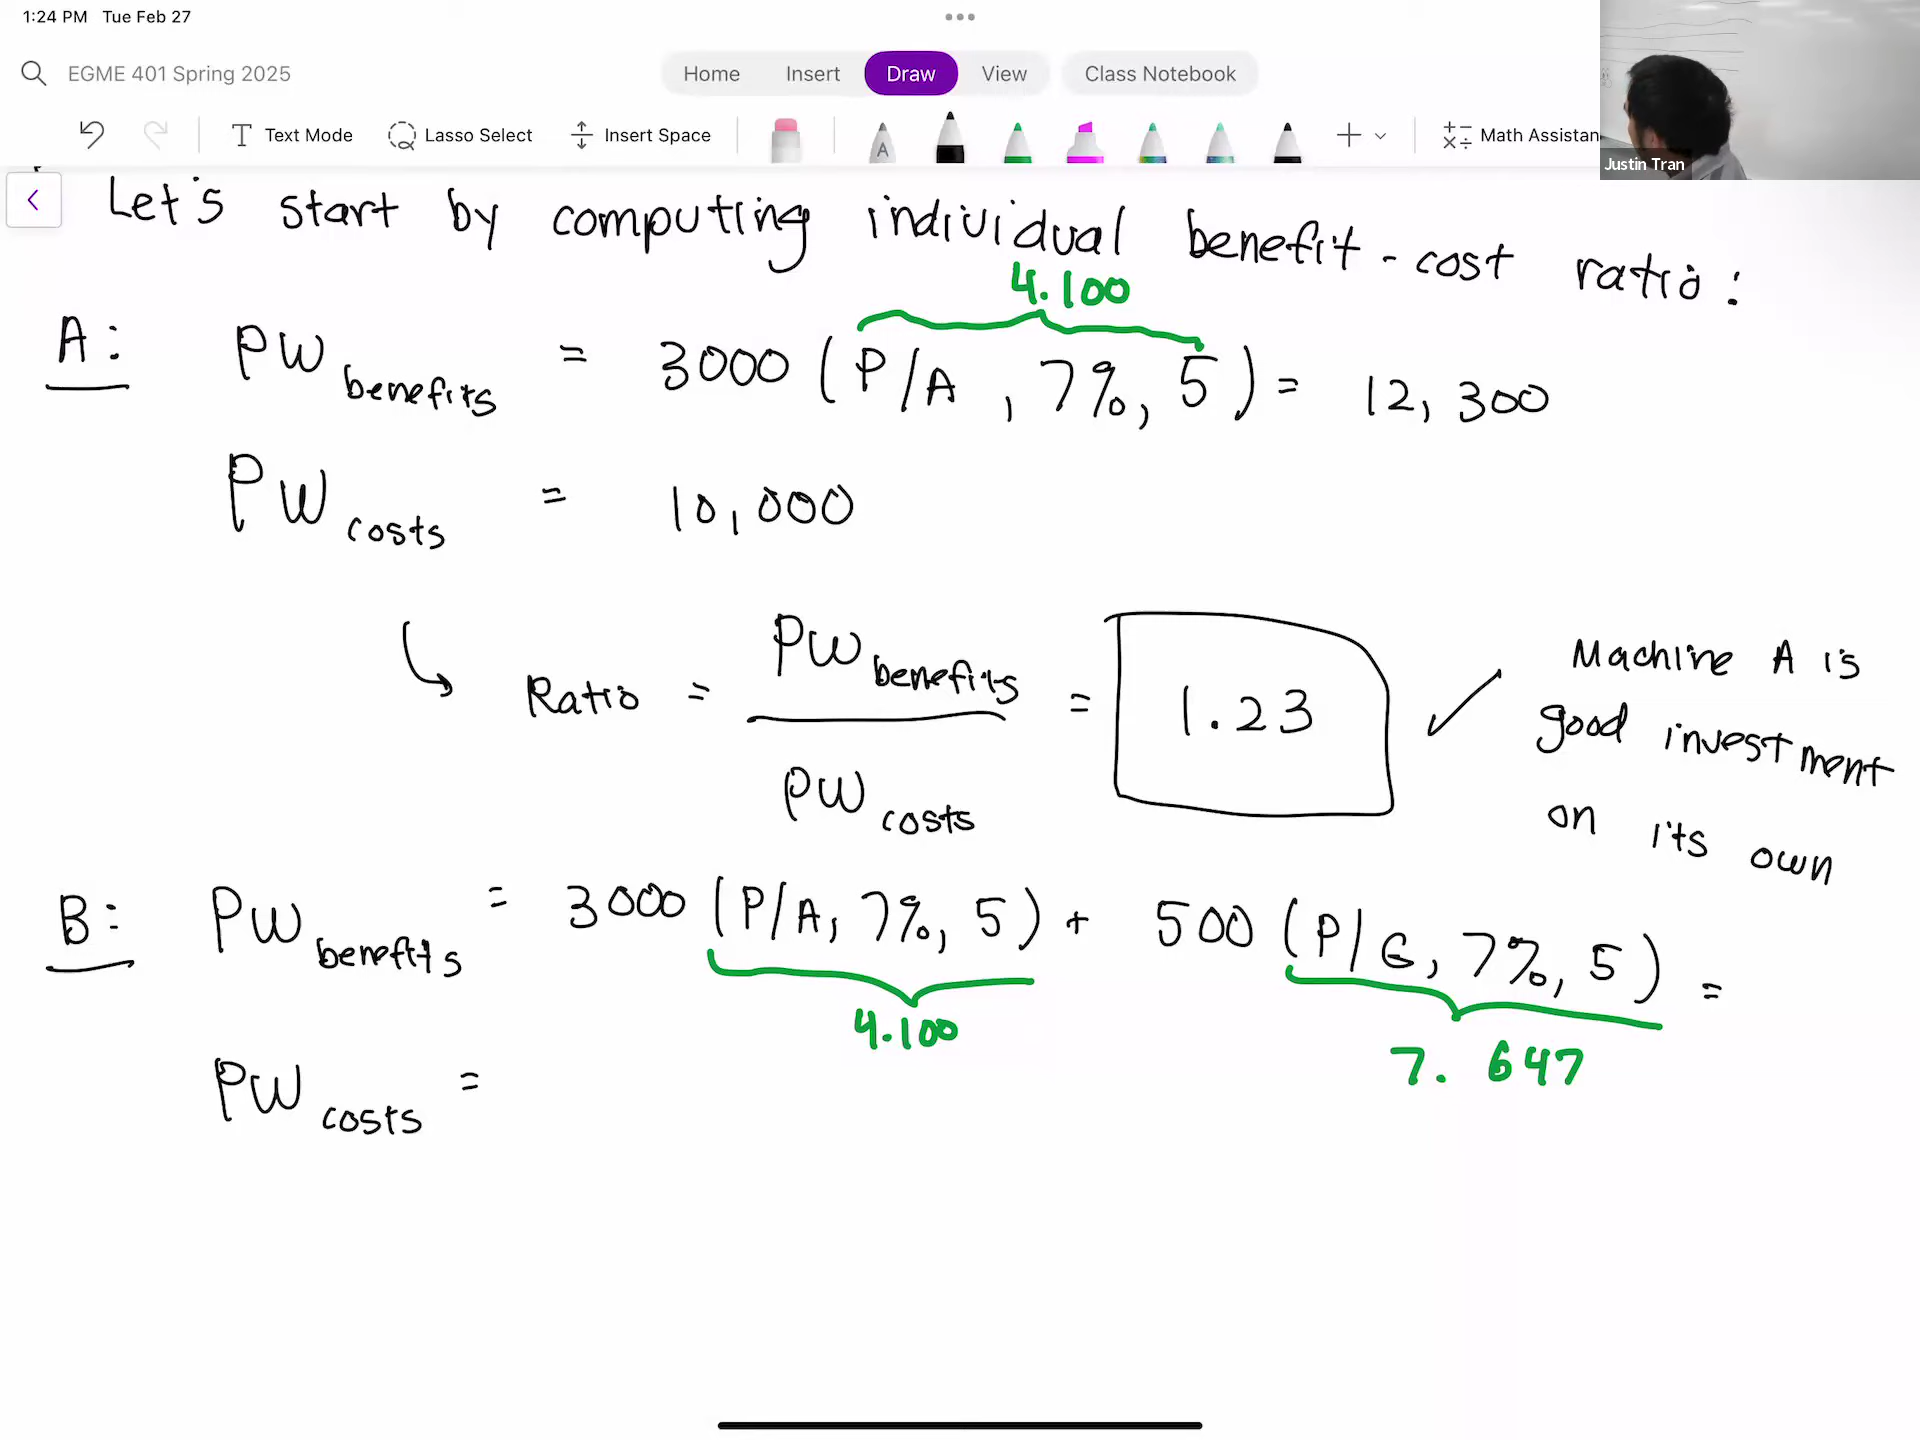 1:24 PM Tue Feb 27
EGME 401 Spring 2025
Home Insert Draw View Class Notebook
Text Mode Lasso Select Insert Space A Math Assistan
Justin Tran
Let's start by computing individual benefit-cost ratio:
4.100
A: PW benefits = 3000 (P/A, 7%, 5) = 12,300
PW costs = 10,000
Ratio = PW benefits / PW costs = 1.23 ✓
Machine A is
good investment
on its own
B: PW benefits = 3000 (P/A, 7%, 5) + 500 (P/G, 7%, 5) =
4.100 7.647
PW costs =